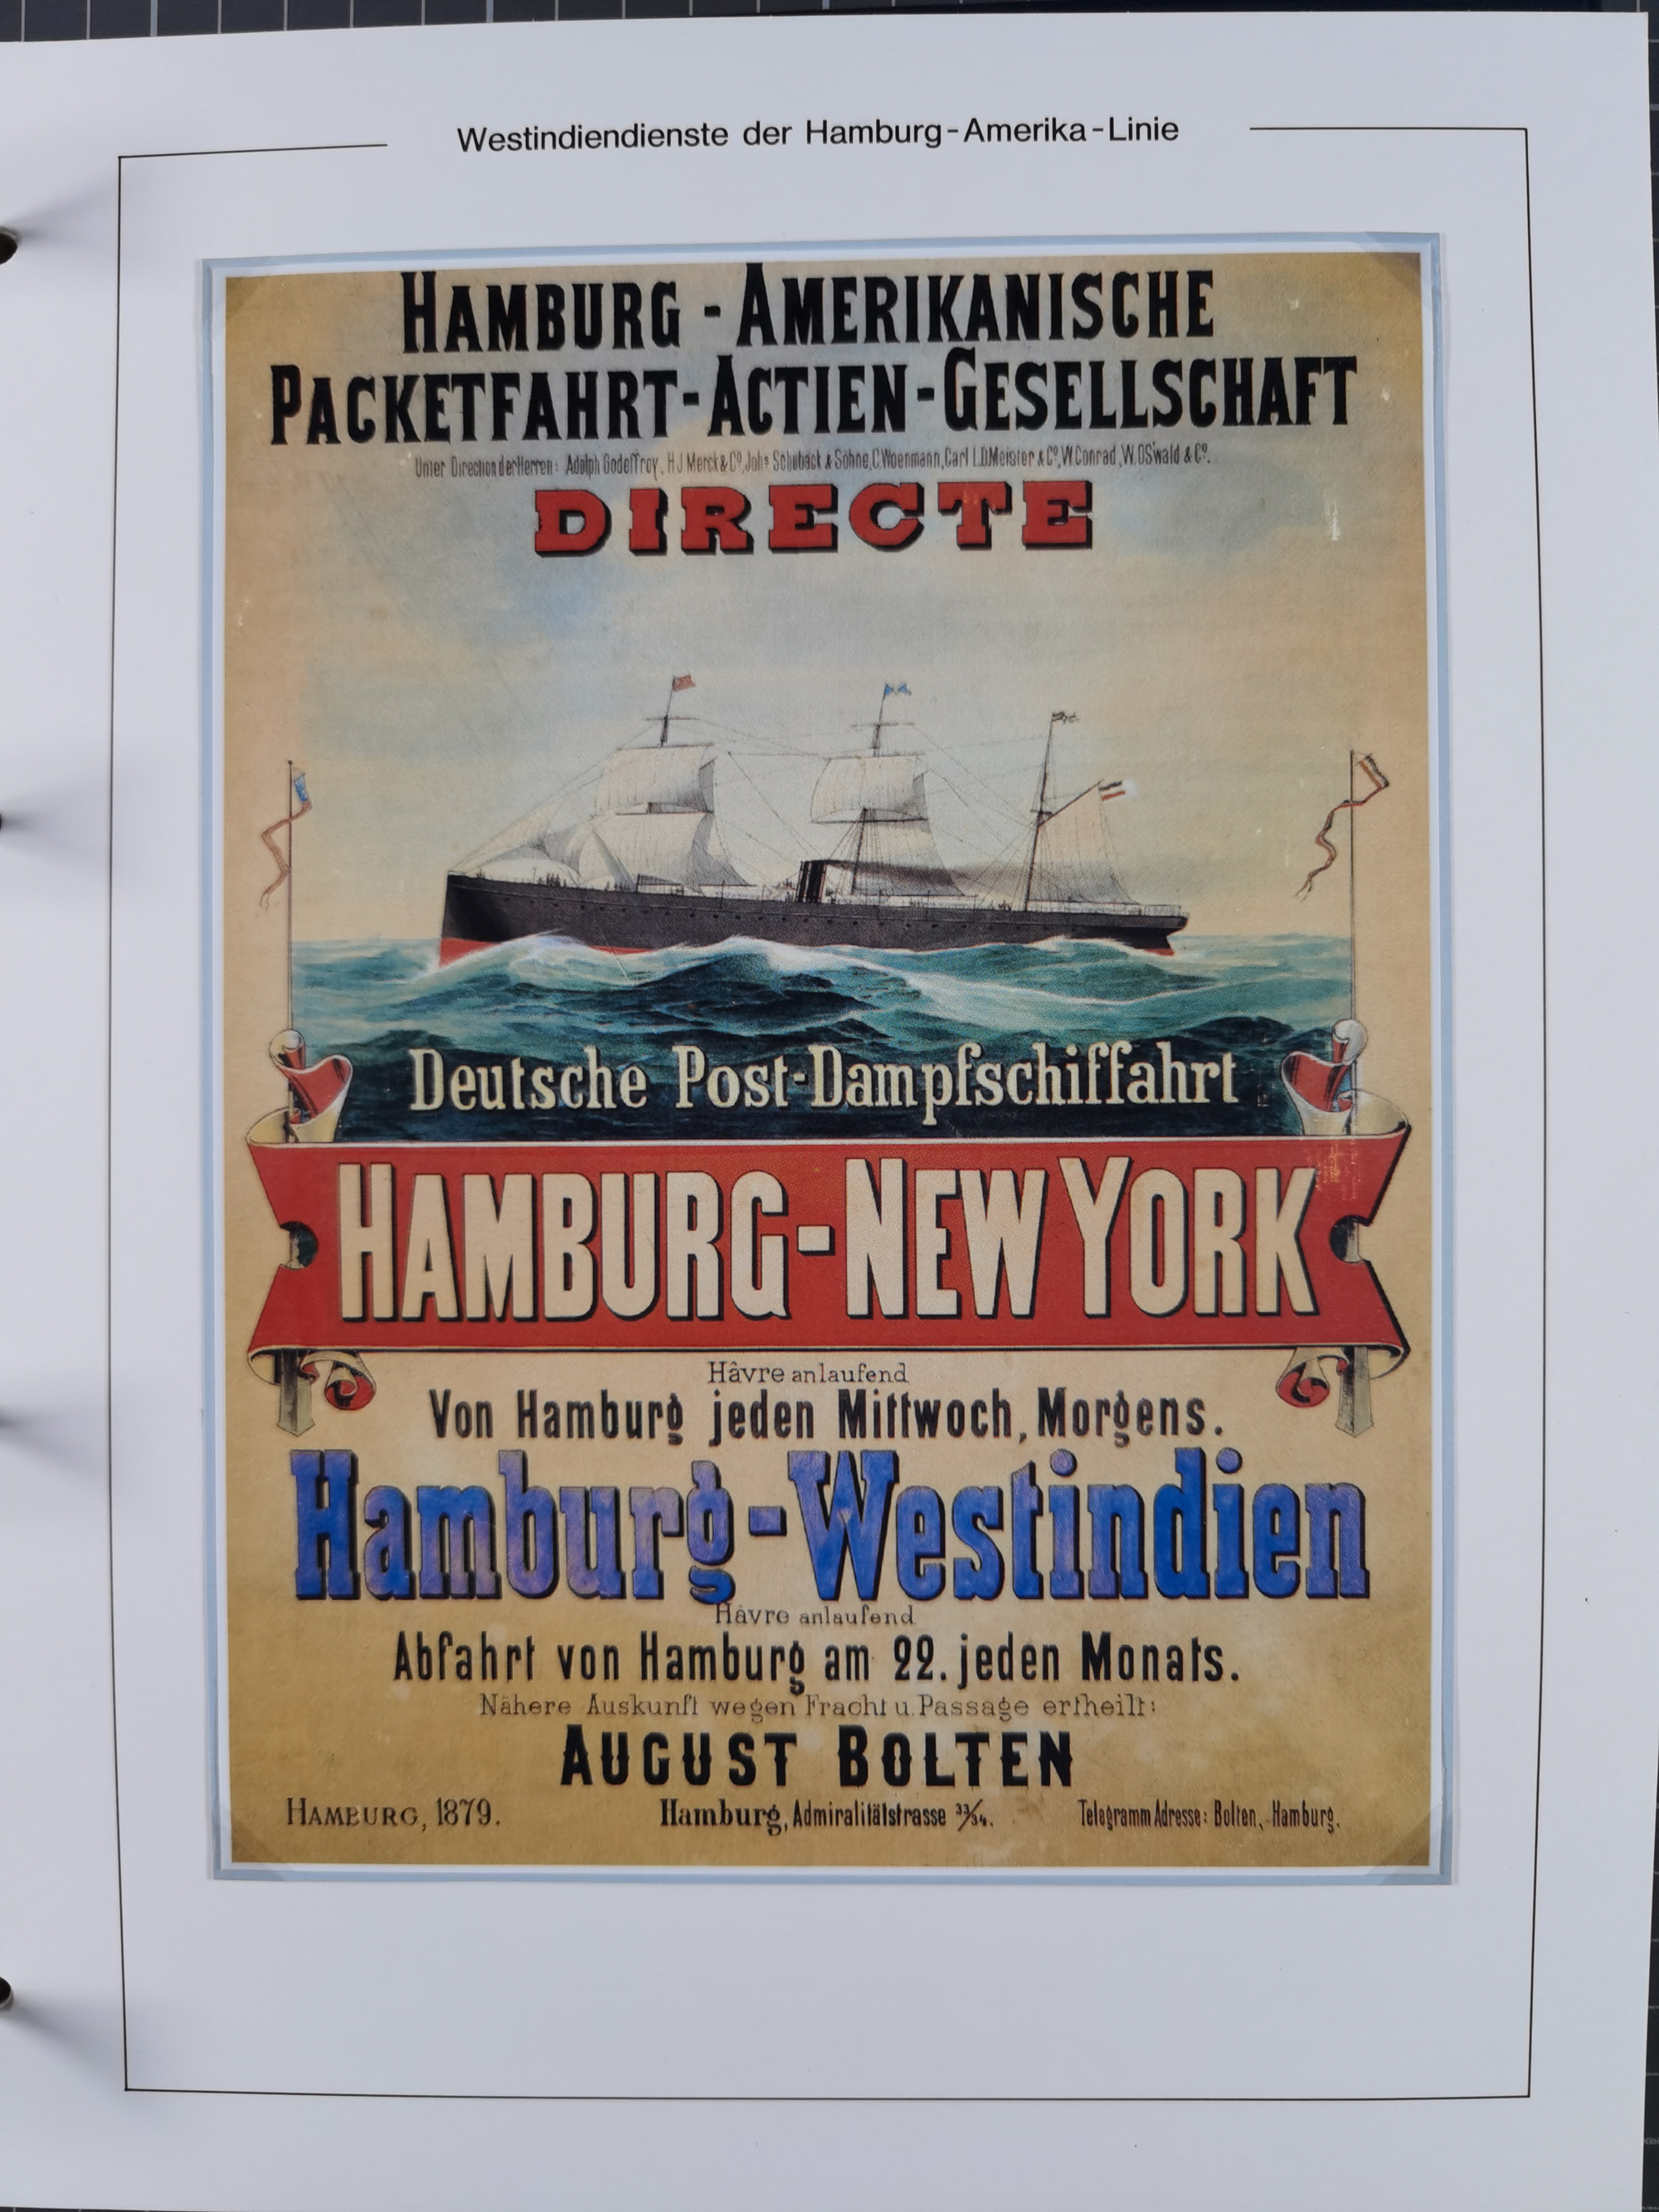 Westindiendienste der Hamburg-Amerika-Linie
HAMBURG - AMERIKANISCHE
PACKETFAHRT-ACTIEN-GESELLSCHAFT
Unter Direction der Herren: Adolph Godeffroy, H.J Merck & Cº, Johs Schuback & Söhne, C.Woermann, Carl L.D.Meister & Cº, W.Conrad, W.OSwald & Cº.
DIRECTE
Deutsche Post-Dampfschiffahrt
HAMBURG-NEW YORK
Hâvre anlaufend
Von Hamburg jeden Mittwoch, Morgens.
Hamburg-Westindien
Hâvre anlaufend
Abfahrt von Hamburg am 22. jeden Monats.
Nähere Auskunft wegen Fracht u. Passage ertheilt:
AUGUST BOLTEN
HAMBURG, 1879. Hamburg, Admiralitätstrasse 33/34. Telegramm Adresse: Bolten, Hamburg.